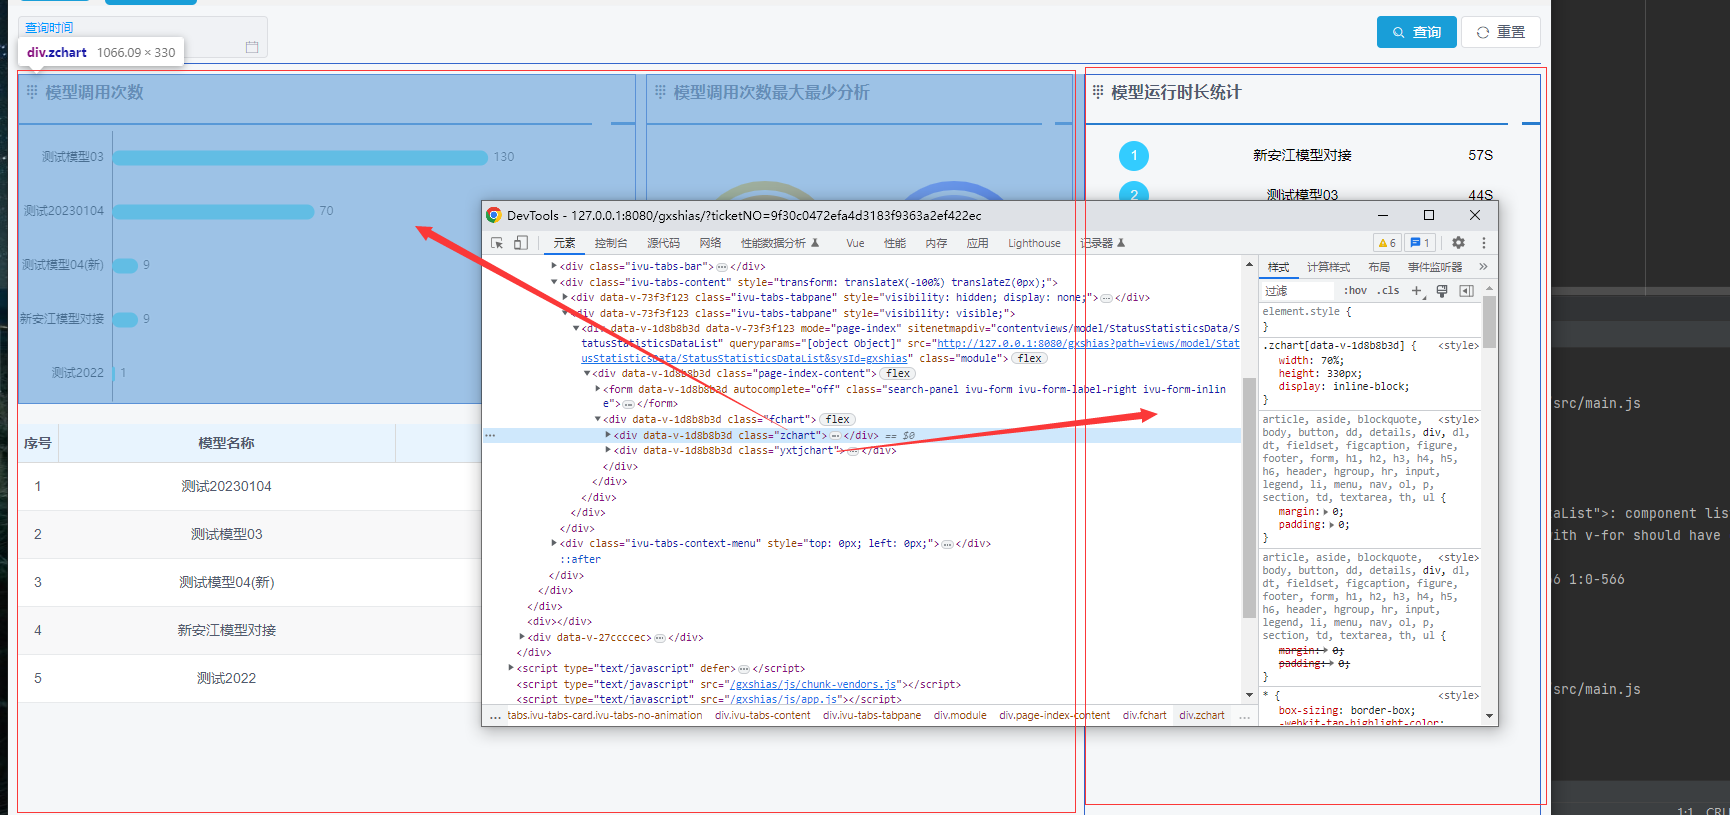 查询时间
查询
重置
div.zchart 1066.09 × 330
模型调用次数
模型调用次数最大最少分析
模型运行时长统计
测试模型03
130
测试20230104
70
测试模型04(新)
9
新安江模型对接
9
测试2022
1
1
新安江模型对接
57S
2
测试模型03
44S
序号
模型名称
1
测试20230104
2
测试模型03
3
测试模型04(新)
4
新安江模型对接
5
测试2022
DevTools - 127.0.0.1:8080/gxshias/?ticketNO=9f30c0472efa4d3183f9363a2ef422ec
元素
控制台
源代码
网络
性能数据分析
Vue
性能
内存
应用
Lighthouse
记录器
6
1
<div class="ivu-tabs-bar">…</div>
<div class="ivu-tabs-content" style="transform: translateX(-100%) translateZ(0px);">
<div data-v-73f3f123 class="ivu-tabs-tabpane" style="visibility: hidden; display: none;">…</div>
<div data-v-73f3f123 class="ivu-tabs-tabpane" style="visibility: visible;">
<div data-v-1d8b8b3d data-v-73f3f123 mode="page-index" sitenetmapdiv="contentviews/model/StatusStatisticsData/S
tatusStatisticsDataList" queryparams="[object Object]" src="http://127.0.0.1:8080/gxshias?path=views/model/Stat
usStatisticsData/StatusStatisticsDataList&sysId=gxshias" class="module"> flex
<div data-v-1d8b8b3d class="page-index-content"> flex
<form data-v-1d8b8b3d autocomplete="off" class="search-panel ivu-form ivu-form-label-right ivu-form-inlin
e">…</form>
<div data-v-1d8b8b3d class="fchart"> flex
… <div data-v-1d8b8b3d class="zchart">…</div> == $0
<div data-v-1d8b8b3d class="yxtjchart">…</div>
</div>
</div>
</div>
</div>
</div>
<div class="ivu-tabs-context-menu" style="top: 0px; left: 0px;">…</div>
::after
</div>
</div>
</div>
<div></div>
<div data-v-27ccccec>…</div>
</div>
<script type="text/javascript" defer>…</script>
<script type="text/javascript" src="/gxshias/js/chunk-vendors.js"></script>
<script type="text/javascript" src="/gxshias/js/app.js"></script>
… tabs.ivu-tabs-card.ivu-tabs-no-animation div.ivu-tabs-content div.ivu-tabs-tabpane div.module div.page-index-content div.fchart div.zchart …
样式
计算样式
布局
事件监听器
»
过滤
:hov .cls +
element.style {
}
.zchart[data-v-1d8b8b3d] { <style>
width: 70%;
height: 330px;
display: inline-block;
}
article, aside, blockquote, <style>
body, button, dd, details, div, dl,
dt, fieldset, figcaption, figure,
footer, form, h1, h2, h3, h4, h5,
h6, header, hgroup, hr, input,
legend, li, menu, nav, ol, p,
section, td, textarea, th, ul {
margin: 0;
padding: 0;
}
article, aside, blockquote, <style>
body, button, dd, details, div, dl,
dt, fieldset, figcaption, figure,
footer, form, h1, h2, h3, h4, h5,
h6, header, hgroup, hr, input,
legend, li, menu, nav, ol, p,
section, td, textarea, th, ul {
margin: 0;
padding: 0;
}
* { <style>
box-sizing: border-box;
-webkit-tap-highlight-color:
/src/main.js
aList">: component lis
ith v-for should have
6 1:0-566
/src/main.js
1:1 CRL